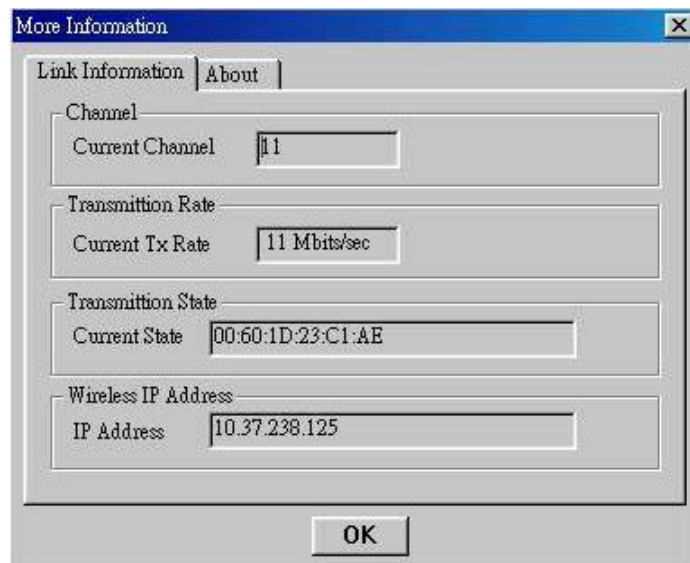 More Information
Link Information About
Channel
Current Channel 11
Transmittion Rate
Current Tx Rate 11 Mbits/sec
Transmittion State
Current State 00:60:1D:23:C1:AE
Wireless IP Address
IP Address 10.37.238.125
OK